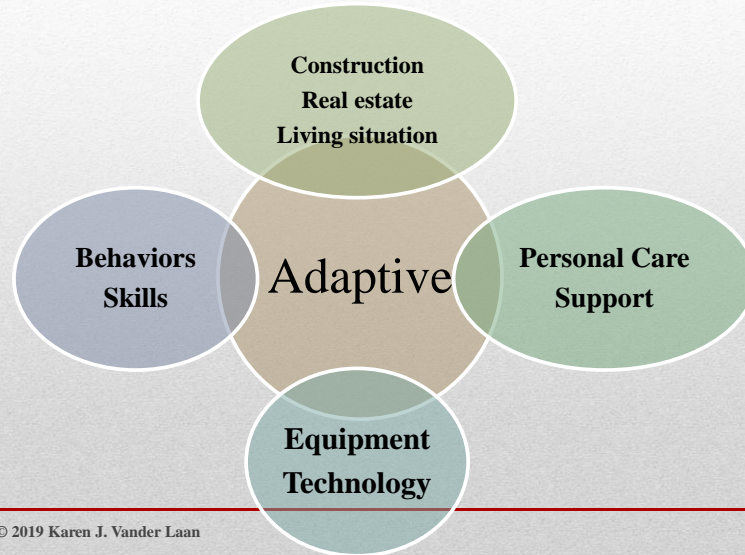 Construction
Real estate
Living situation
Behaviors
Skills
Adaptive
Personal Care
Support
Equipment
Technology
© 2019 Karen J. Vander Laan